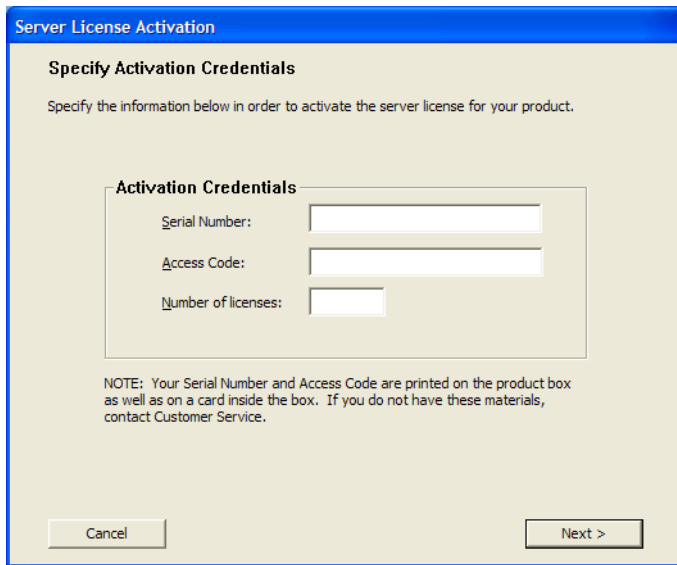 Server License Activation
Specify Activation Credentials
Specify the information below in order to activate the server license for your product.
Activation Credentials
Serial Number:
Access Code:
Number of licenses:
NOTE:  Your Serial Number and Access Code are printed on the product box
as well as on a card inside the box.  If you do not have these materials,
contact Customer Service.
Cancel
Next >